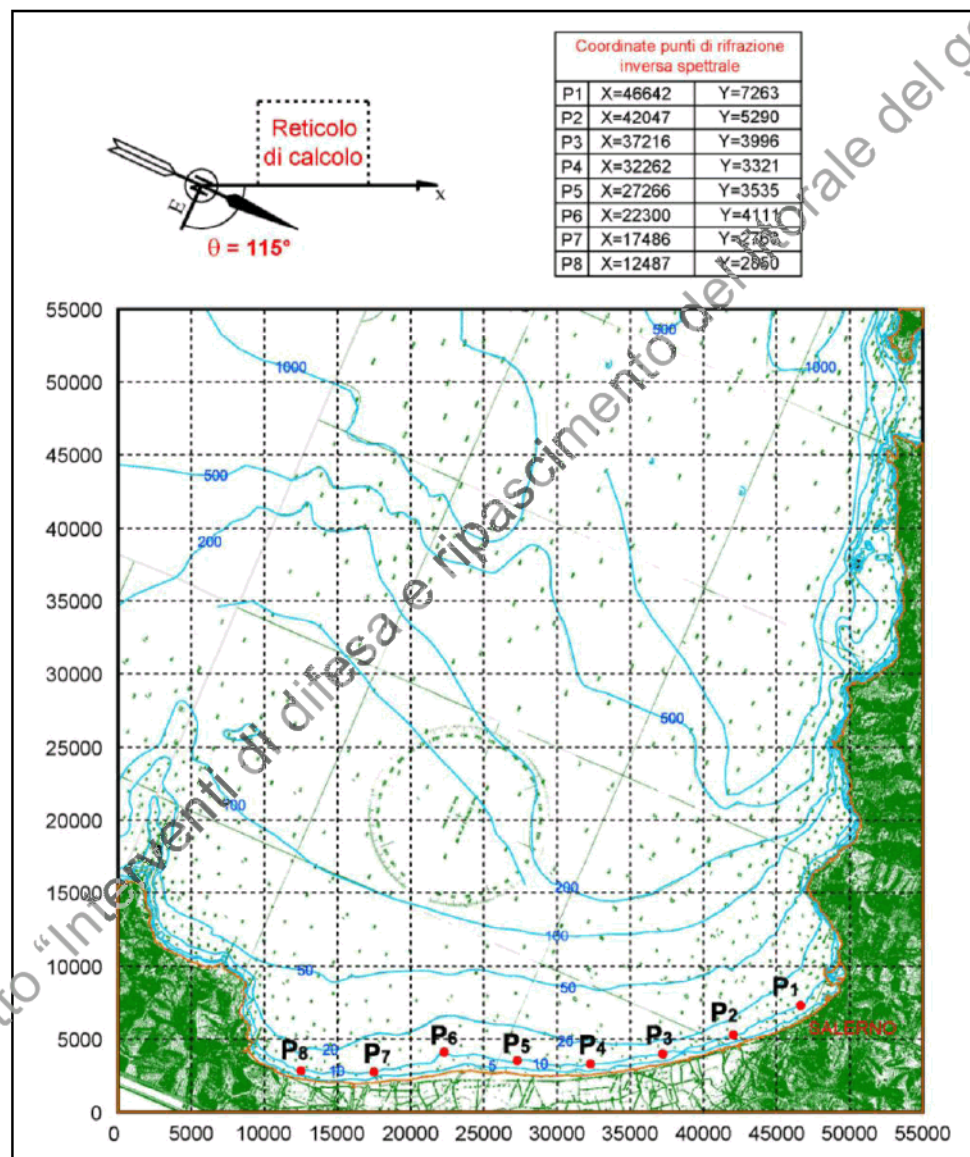 Coordinate punti di rifrazione
inversa spettrale
P1 X=46642 Y=7263
P2 X=42047 Y=5290
P3 X=37216 Y=3996
P4 X=32262 Y=3321
P5 X=27266 Y=3535
P6 X=22300 Y=4111
P7 X=17486
P8 X=12487
Reticolo
di calcolo
x
N
E
θ = 115°
"Interventi di difesa e ripascimento del litorale del
55000
50000
45000
40000
35000
30000
25000
20000
15000
10000
5000
0
1000
500
1000
500
200
500
100
200
100
50
50
20
20
10
10
5
P1
P2
P3
P4
P5
P6
P7
P8
SALERNO
0 5000 10000 15000 20000 25000 30000 35000 40000 45000 50000 55000